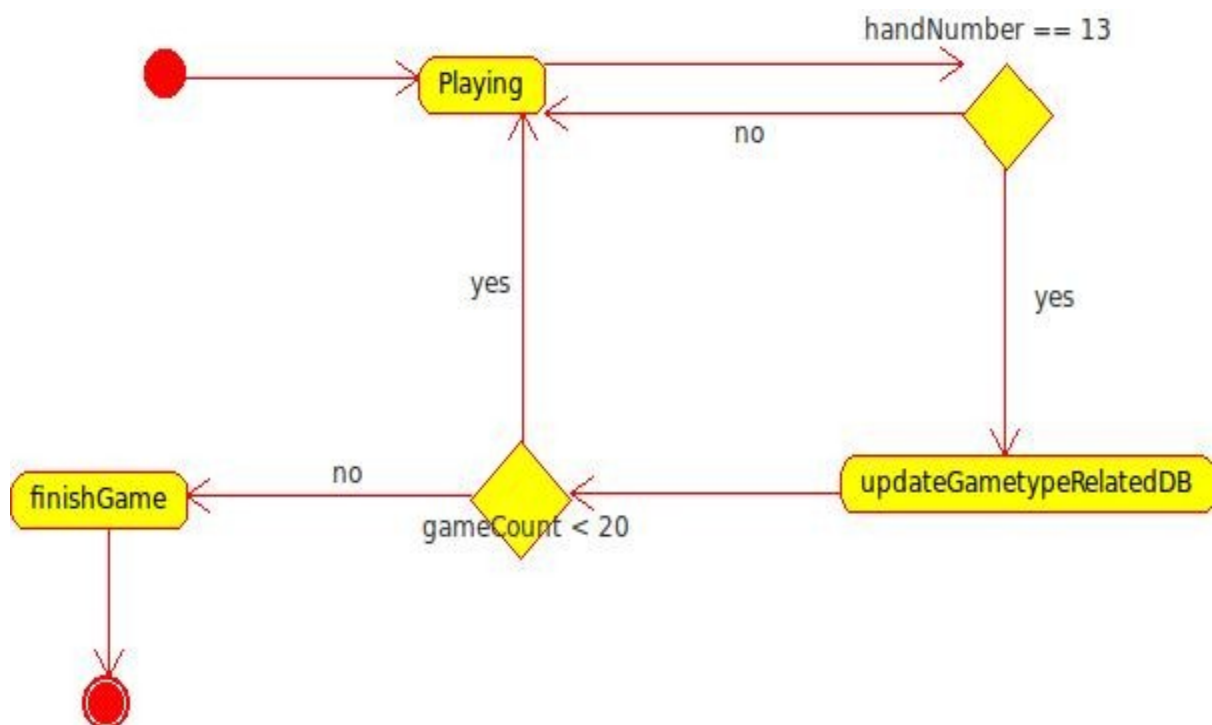 handNumber == 13
Playing
no
yes
yes
updateGametypeRelatedDB
no
finishGame
gameCount < 20